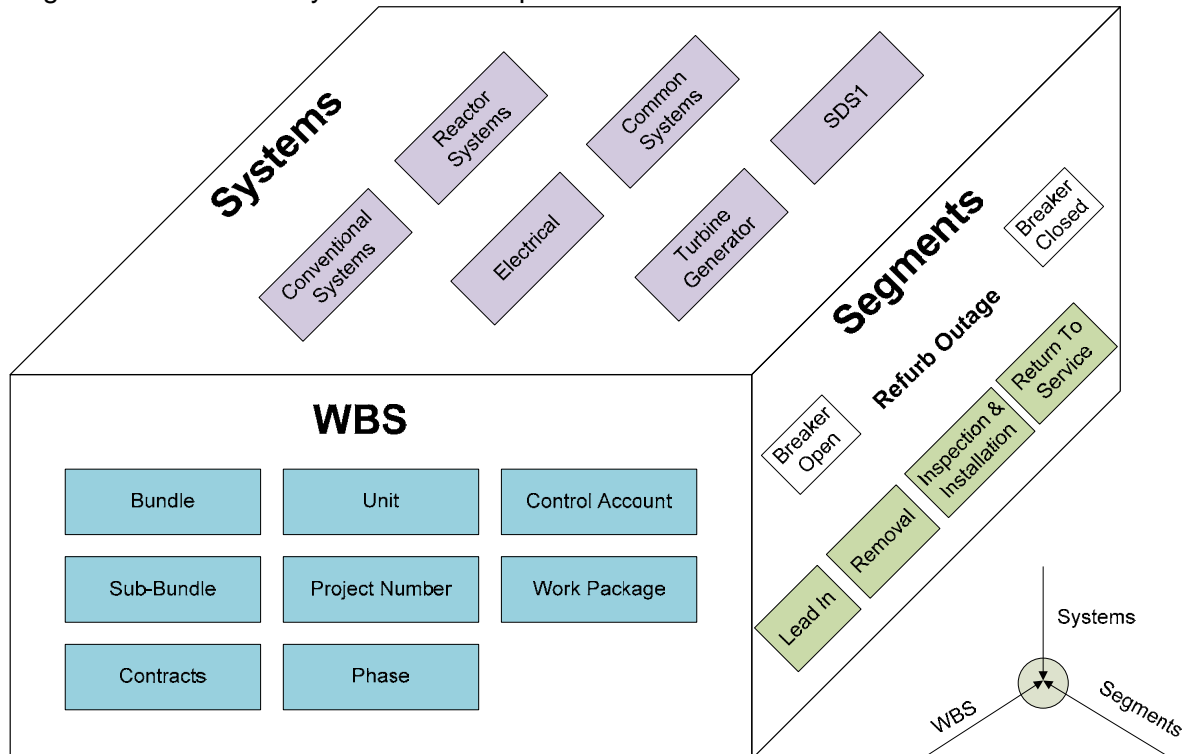 Systems
Reactor
Systems
Common
Systems
SDS1
Conventional
Systems
Electrical
Turbine
Generator
Segments
Breaker
Closed
Refurb Outage
Breaker
Open
Return To
Service
Inspection &
Installation
Removal
Lead In
WBS
Bundle
Unit
Control Account
Sub-Bundle
Project Number
Work Package
Contracts
Phase
Systems
WBS
Segments